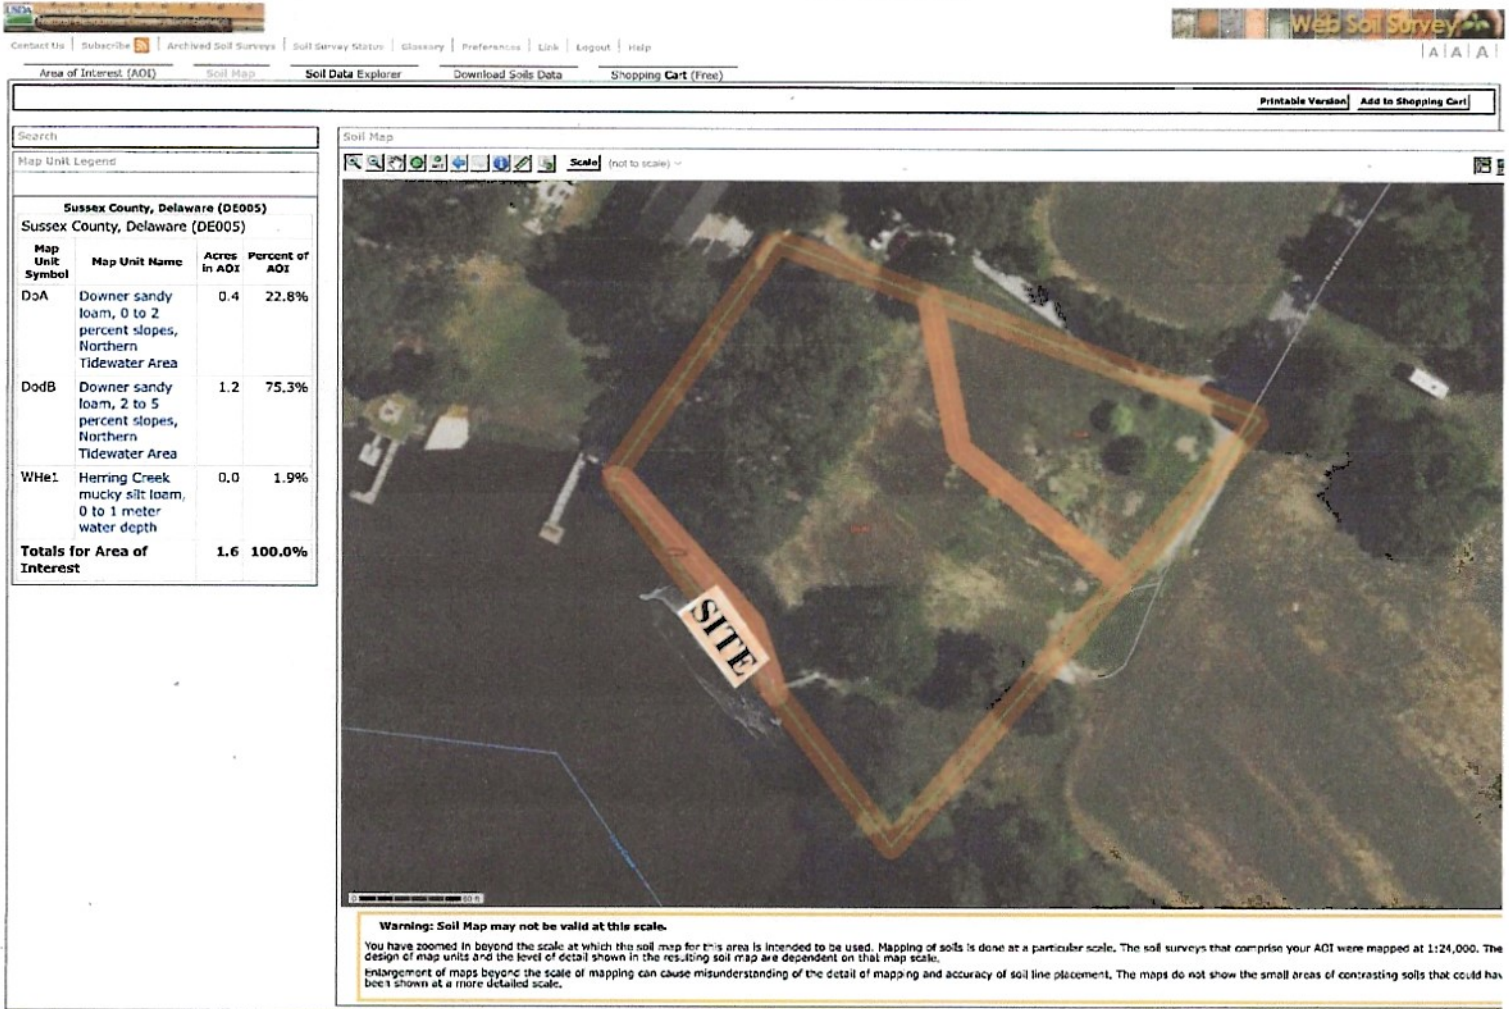 USDA United States Department of Agriculture
Natural Resources Conservation Service
Web Soil Survey
Contact Us | Subscribe | Archived Soil Surveys | Soil Survey Status | Glossary | Preferences | Link | Logout | Help
A A A
Area of Interest (AOI) Soil Map Soil Data Explorer Download Soils Data Shopping Cart (Free)
Printable Version Add to Shopping Cart
Search
Map Unit Legend
Sussex County, Delaware (DE005)
Sussex County, Delaware (DE005)
Map Unit Symbol Map Unit Name Acres in AOI Percent of AOI
DoA Downer sandy 0.4 22.8%
loam, 0 to 2
percent slopes,
Northern
Tidewater Area
DodB Downer sandy 1.2 75.3%
loam, 2 to 5
percent slopes,
Northern
Tidewater Area
WHe1 Herring Creek 0.0 1.9%
mucky silt loam,
0 to 1 meter
water depth
Totals for Area of 1.6 100.0%
Interest
Soil Map
Scale (not to scale)
SITE
Warning: Soil Map may not be valid at this scale.
You have zoomed in beyond the scale at which the soil map for this area is intended to be used. Mapping of soils is done at a particular scale. The soil surveys that comprise your AOI were mapped at 1:24,000. The
design of map units and the level of detail shown in the resulting soil map are dependent on that map scale.
Enlargement of maps beyond the scale of mapping can cause misunderstanding of the detail of mapping and accuracy of soil line placement. The maps do not show the small areas of contrasting soils that could hav
been shown at a more detailed scale.